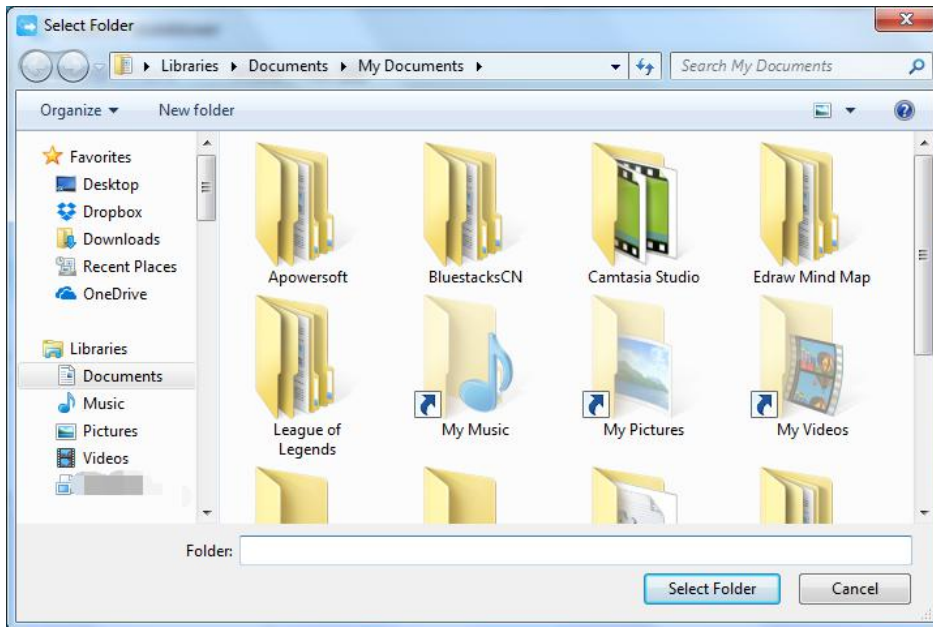 Select Folder
Libraries Documents My Documents
Search My Documents
Organize
New folder
Favorites
Desktop
Dropbox
Downloads
Recent Places
OneDrive
Libraries
Documents
Music
Pictures
Videos
Apowersoft
BluestacksCN
Camtasia Studio
Edraw Mind Map
League of
Legends
My Music
My Pictures
My Videos
Folder:
Select Folder
Cancel